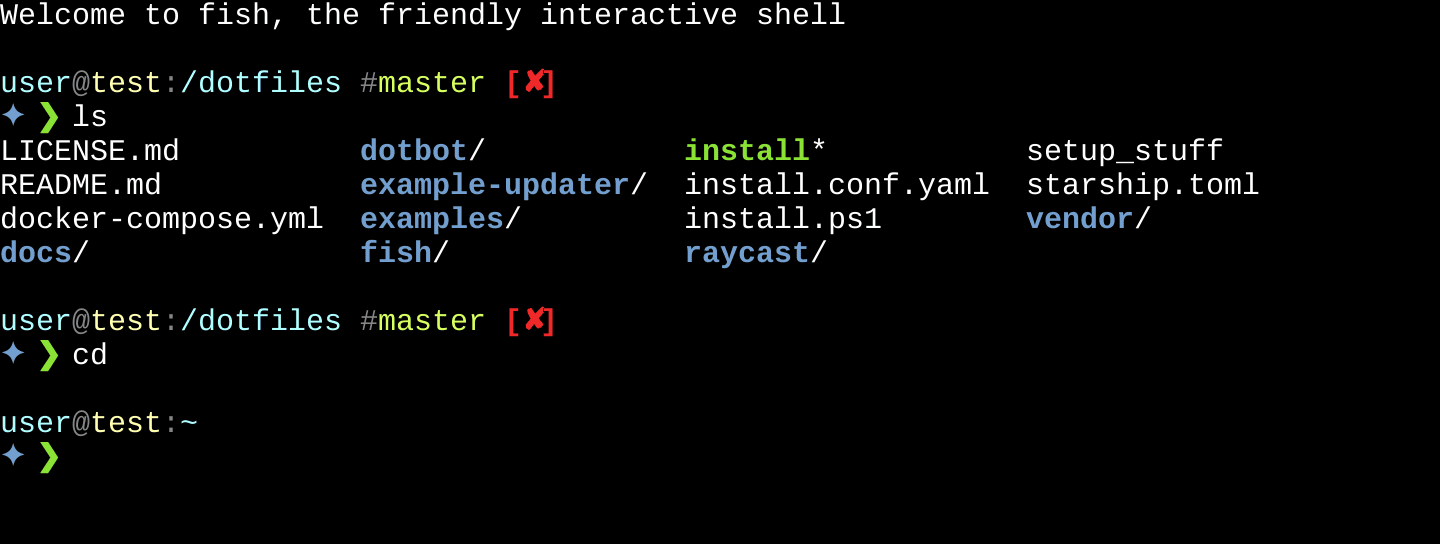 Welcome to fish, the friendly interactive shell
user@test:/dotfiles #master [✘]
✦ ❯ ls
LICENSE.md          dotbot/           install*           setup_stuff
README.md           example-updater/  install.conf.yaml  starship.toml
docker-compose.yml  examples/         install.ps1        vendor/
docs/               fish/             raycast/
user@test:/dotfiles #master [✘]
✦ ❯ cd
user@test:~
✦ ❯